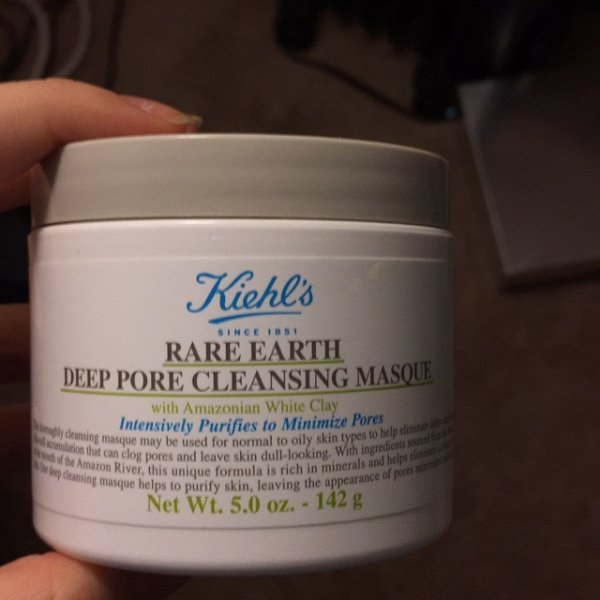 Kiehl's
SINCE 1851
RARE EARTH
DEEP PORE CLEANSING MASQUE
with Amazonian White Clay
Intensively Purifies to Minimize Pores
thoroughly cleansing masque may be used for normal to oily skin types to help eliminate
accumulation that can clog pores and leave skin dull-looking. With ingredients sourced from
mouth of the Amazon River, this unique formula is rich in minerals and helps eliminate
deep cleansing masque helps to purify skin, leaving the appearance of pores
Net Wt. 5.0 oz. - 142 g